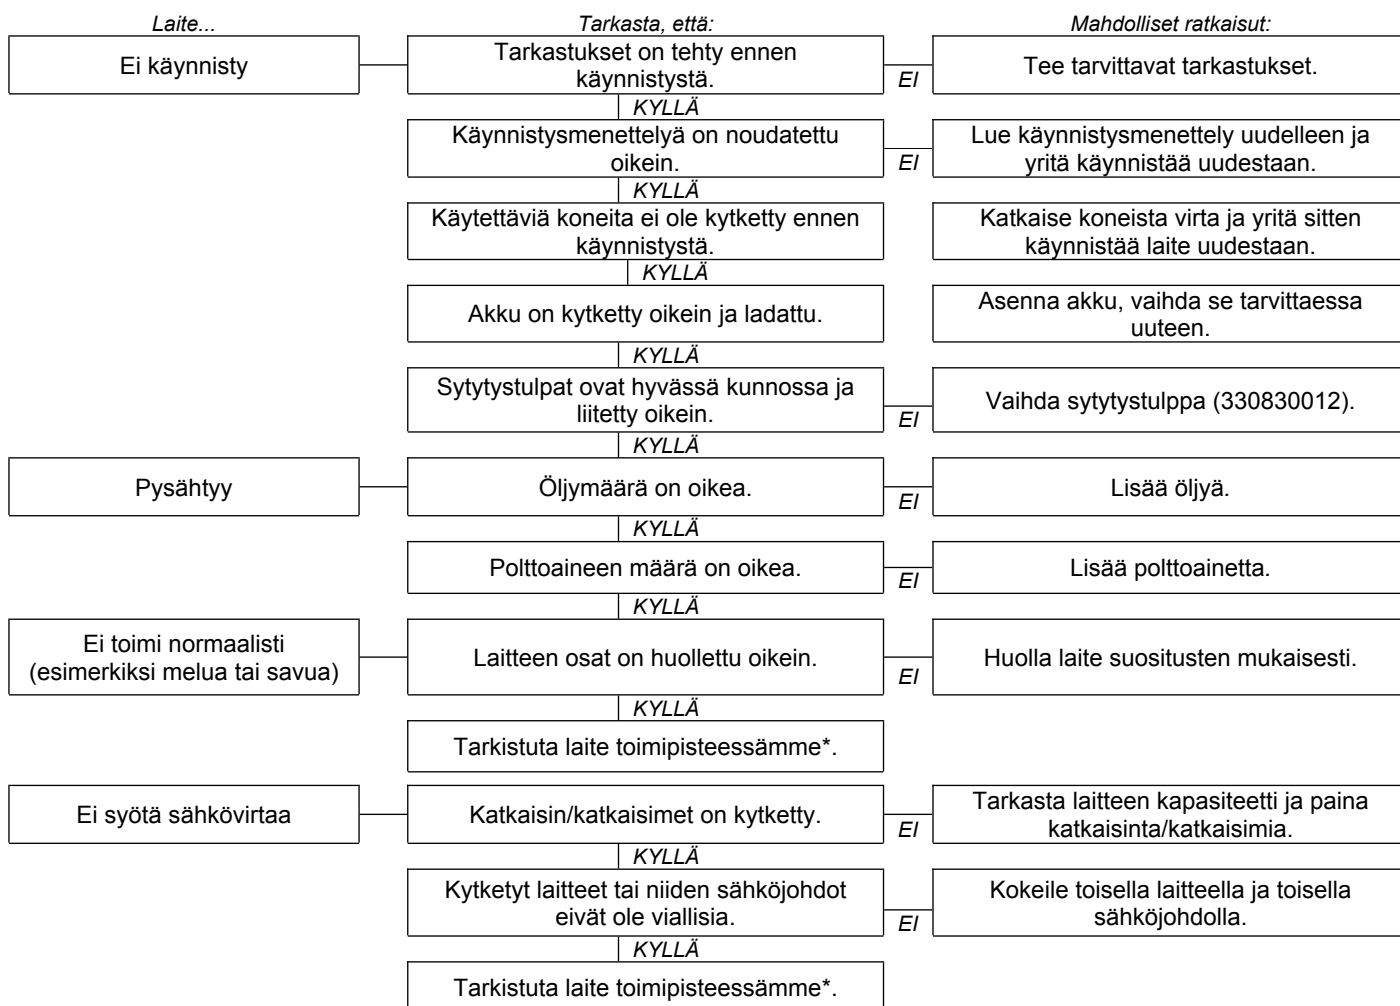 Laite...
Tarkasta, että:
Mahdolliset ratkaisut:
Ei käynnisty
Tarkastukset on tehty ennen
käynnistystä.
EI
Tee tarvittavat tarkastukset.
KYLLÄ
Käynnistysmenettelyä on noudatettu
oikein.
EI
Lue käynnistysmenettely uudelleen ja
yritä käynnistää uudestaan.
KYLLÄ
Käytettäviä koneita ei ole kytketty ennen
käynnistystä.
Katkaise koneista virta ja yritä sitten
käynnistää laite uudestaan.
KYLLÄ
Akku on kytketty oikein ja ladattu.
Asenna akku, vaihda se tarvittaessa
uuteen.
KYLLÄ
Sytytystulpat ovat hyvässä kunnossa ja
liitetty oikein.
EI
Vaihda sytytystulppa (330830012).
KYLLÄ
Pysähtyy
Öljymäärä on oikea.
EI
Lisää öljyä.
KYLLÄ
Polttoaineen määrä on oikea.
EI
Lisää polttoainetta.
KYLLÄ
Ei toimi normaalisti
(esimerkiksi melua tai savua)
Laitteen osat on huollettu oikein.
EI
Huolla laite suositusten mukaisesti.
KYLLÄ
Tarkistuta laite toimipisteessämme*.
Ei syötä sähkövirtaa
Katkaisin/katkaisimet on kytketty.
EI
Tarkasta laitteen kapasiteetti ja paina
katkaisinta/katkaisimia.
KYLLÄ
Kytketyt laitteet tai niiden sähköjohdot
eivät ole viallisia.
EI
Kokeile toisella laitteella ja toisella
sähköjohdolla.
KYLLÄ
Tarkistuta laite toimipisteessämme*.